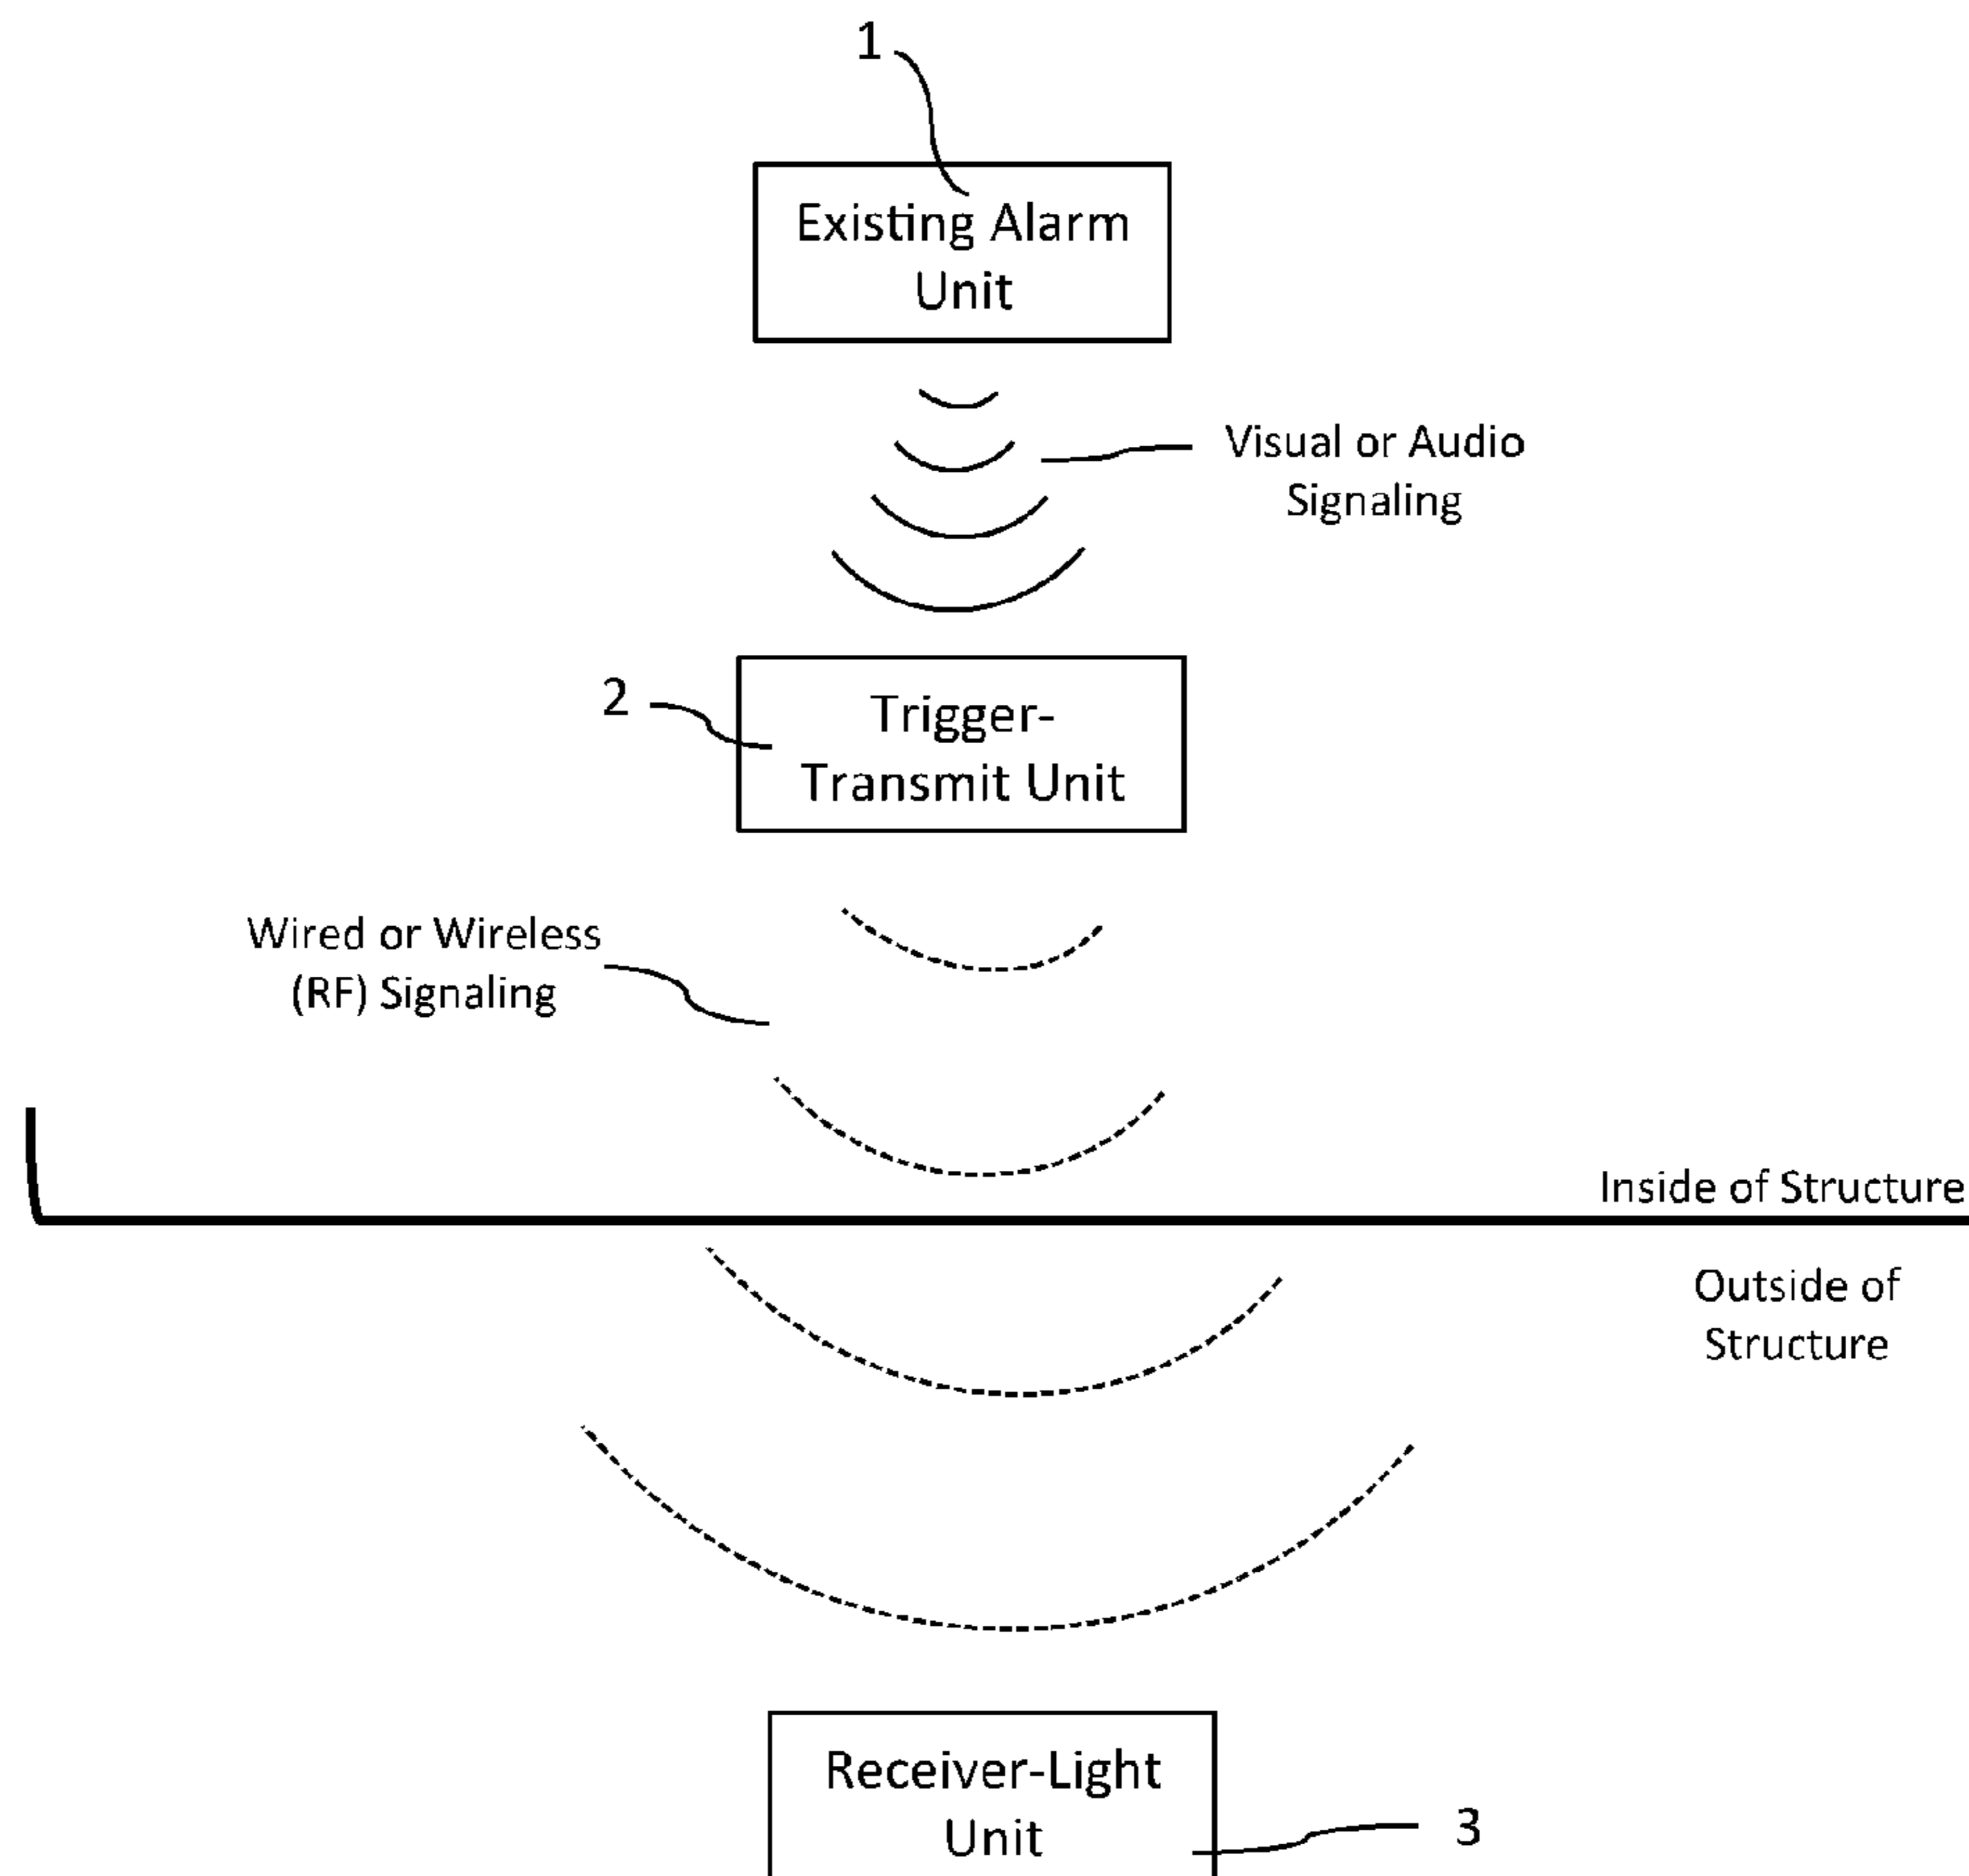 1
Existing Alarm
Unit
Visual or Audio
Signaling
2
Trigger-
Transmit Unit
Wired or Wireless
(RF) Signaling
Inside of Structure
Outside of
Structure
Receiver-Light
Unit
3